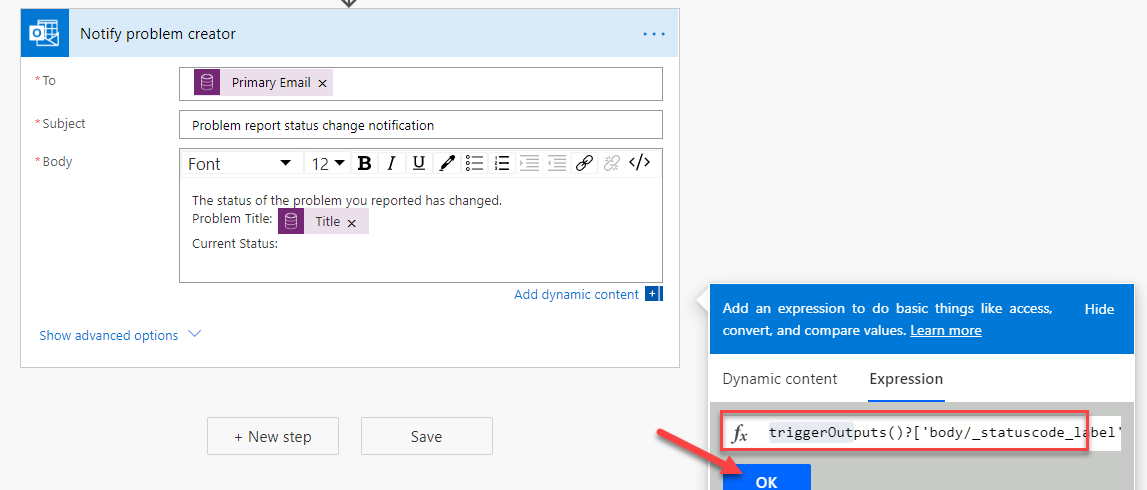 Notify problem creator
* To
Primary Email ×
* Subject
Problem report status change notification
* Body
Font 12 B I U </>
The status of the problem you reported has changed.
Problem Title: Title ×
Current Status:
Add dynamic content +
Show advanced options
+ New step
Save
Add an expression to do basic things like access, convert, and compare values. Learn more
Hide
Dynamic content
Expression
fx triggerOutputs()?['body/_statuscode_label'
OK